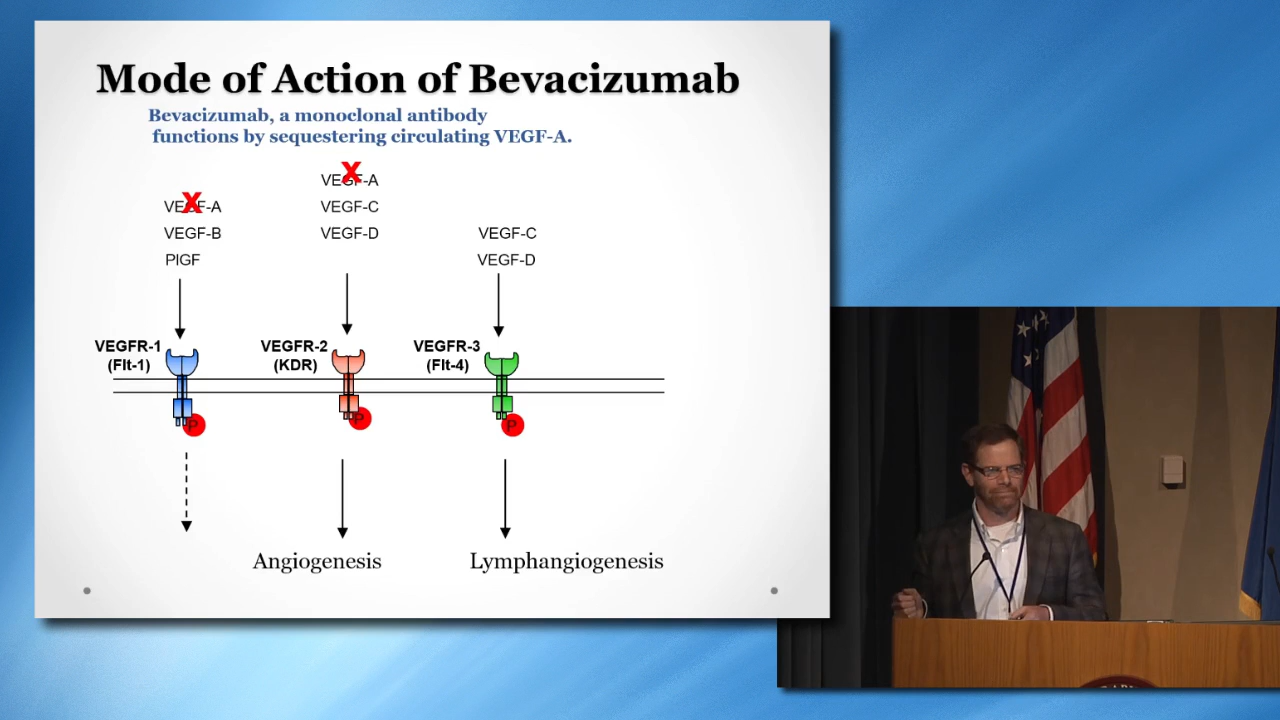 Mode of Action of Bevacizumab
Bevacizumab, a monoclonal antibody
functions by sequestering circulating VEGF-A.
VEGF-A
VEGF-B
PlGF
VEGF-A
VEGF-C
VEGF-D
VEGF-C
VEGF-D
X
X
VEGFR-1
(Flt-1)
VEGFR-2
(KDR)
VEGFR-3
(Flt-4)
P
P
P
Angiogenesis
Lymphangiogenesis